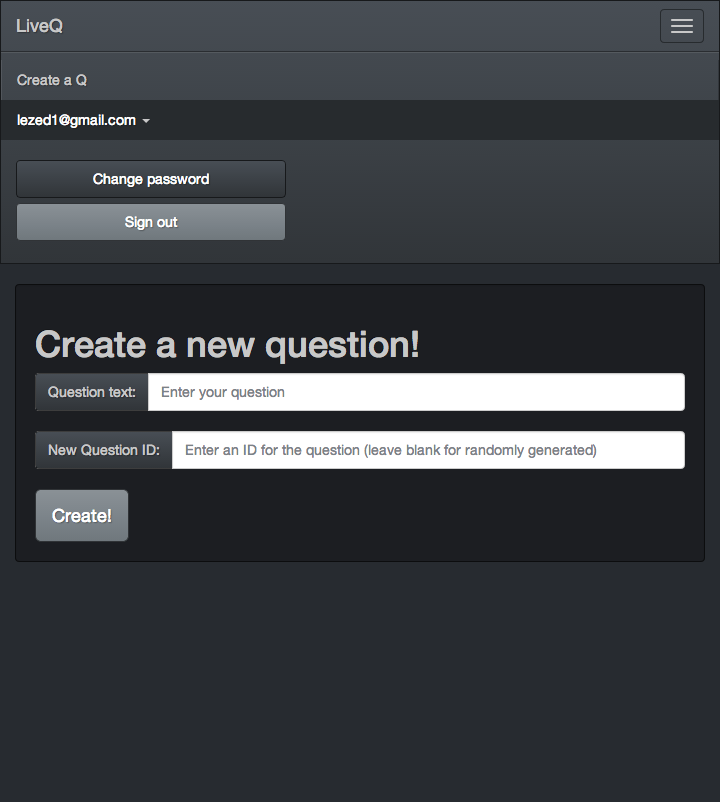 LiveQ
Create a Q
lezed1@gmail.com
Change password
Sign out
Create a new question!
Question text: Enter your question
New Question ID: Enter an ID for the question (leave blank for randomly generated)
Create!